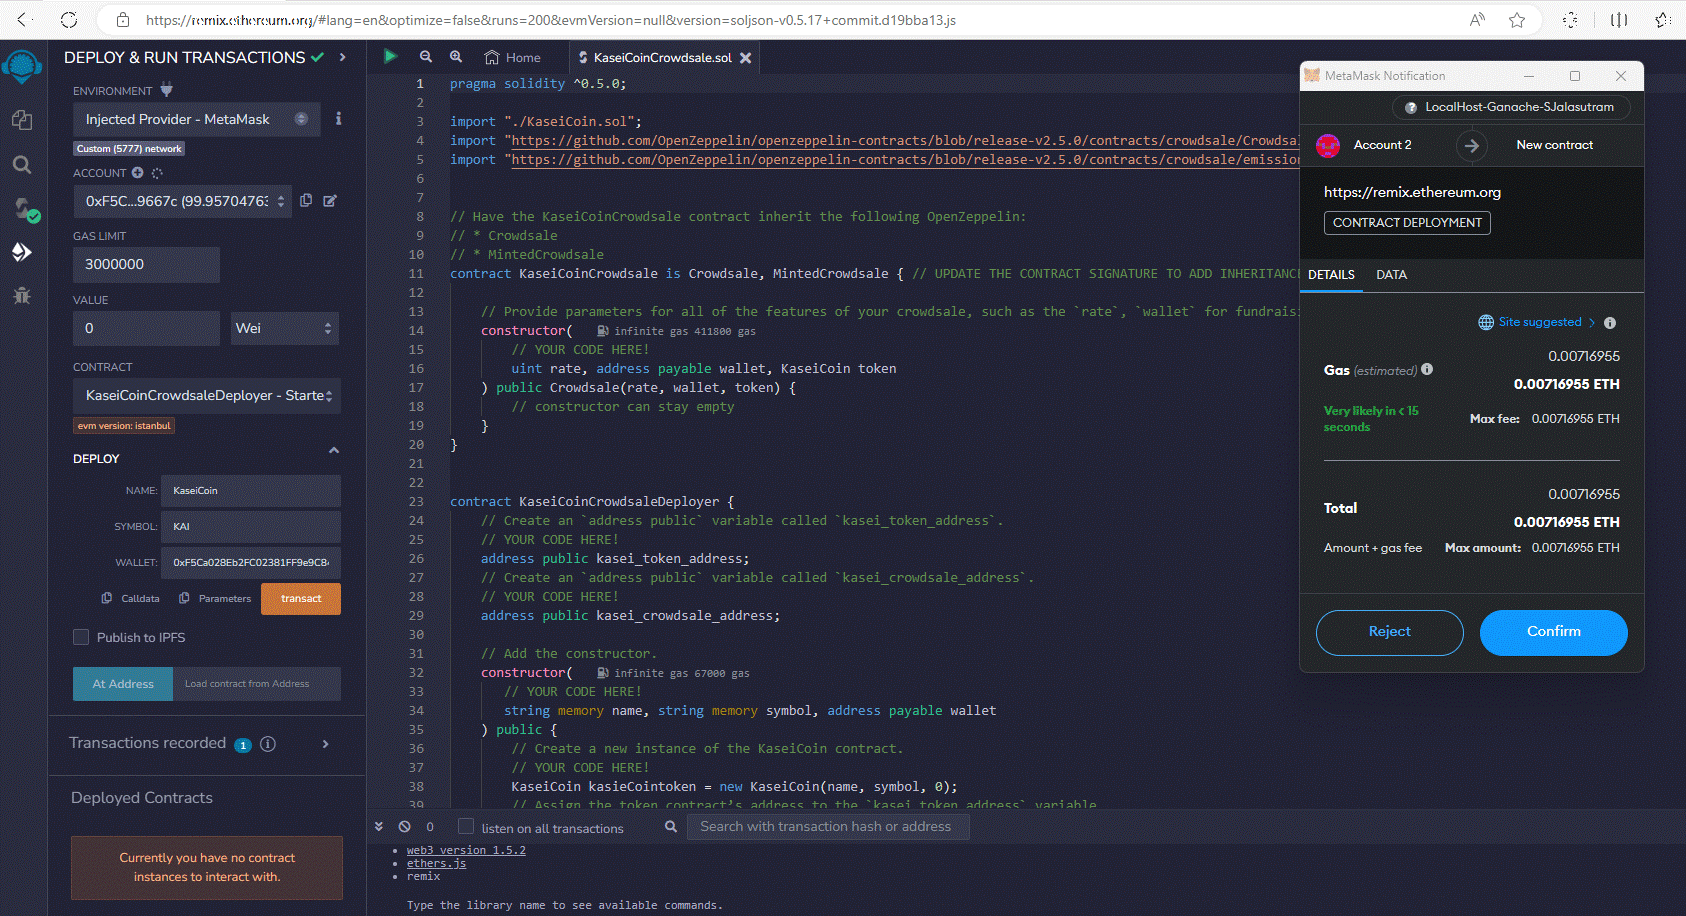 https://remix.ethereum.org/#lang=en&optimize=false&runs=200&evmVersion=null&version=soljson-v0.5.17+commit.d19bba13.js
DEPLOY & RUN TRANSACTIONS
ENVIRONMENT
Injected Provider - MetaMask
Custom (5777) network
ACCOUNT
0xF5C...9667c (99.95704763
GAS LIMIT
3000000
VALUE
0
Wei
CONTRACT
KaseiCoinCrowdsaleDeployer - Starte
evm version: istanbul
DEPLOY
NAME: KaseiCoin
SYMBOL: KAI
WALLET: 0xF5Ca028Eb2FC02381FF9e9C84
Calldata
Parameters
transact
Publish to IPFS
At Address
Load contract from Address
Transactions recorded 1
Deployed Contracts
Currently you have no contract
instances to interact with.
Home
KaseiCoinCrowdsale.sol
1 pragma solidity ^0.5.0;
2
3 import "./KaseiCoin.sol";
4 import "https://github.com/OpenZeppelin/openzeppelin-contracts/blob/release-v2.5.0/contracts/crowdsale/Crowdsal
5 import "https://github.com/OpenZeppelin/openzeppelin-contracts/blob/release-v2.5.0/contracts/crowdsale/emission
6
7
8 // Have the KaseiCoinCrowdsale contract inherit the following OpenZeppelin:
9 // * Crowdsale
10 // * MintedCrowdsale
11 contract KaseiCoinCrowdsale is Crowdsale, MintedCrowdsale { // UPDATE THE CONTRACT SIGNATURE TO ADD INHERITANCE
12
13 // Provide parameters for all of the features of your crowdsale, such as the `rate`, `wallet` for fundraisi
14 constructor( infinite gas 411800 gas
15 // YOUR CODE HERE!
16 uint rate, address payable wallet, KaseiCoin token
17 ) public Crowdsale(rate, wallet, token) {
18 // constructor can stay empty
19 }
20 }
21
22
23 contract KaseiCoinCrowdsaleDeployer {
24 // Create an `address public` variable called `kasei_token_address`.
25 // YOUR CODE HERE!
26 address public kasei_token_address;
27 // Create an `address public` variable called `kasei_crowdsale_address`.
28 // YOUR CODE HERE!
29 address public kasei_crowdsale_address;
30
31 // Add the constructor.
32 constructor( infinite gas 67000 gas
33 // YOUR CODE HERE!
34 string memory name, string memory symbol, address payable wallet
35 ) public {
36 // Create a new instance of the KaseiCoin contract.
37 // YOUR CODE HERE!
38 KaseiCoin kasieCointoken = new KaseiCoin(name, symbol, 0);
39 // Assign the token contract's address to the `kasei_token_address` variable
0
listen on all transactions
Search with transaction hash or address
• web3 version 1.5.2
• ethers.js
• remix
Type the library name to see available commands.
MetaMask Notification
LocalHost-Ganache-SJalasutram
Account 2
New contract
https://remix.ethereum.org
CONTRACT DEPLOYMENT
DETAILS
DATA
Site suggested
0.00716955
Gas (estimated)
0.00716955 ETH
Very likely in < 15
seconds
Max fee: 0.00716955 ETH
0.00716955
Total
0.00716955 ETH
Amount + gas fee
Max amount: 0.00716955 ETH
Reject
Confirm